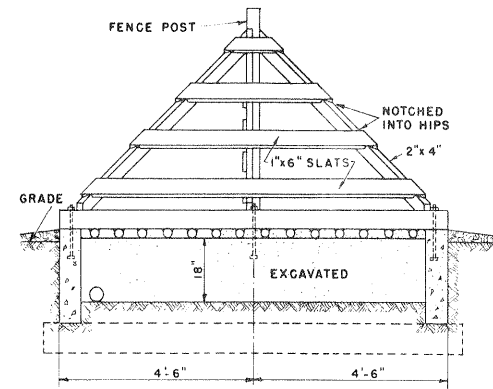 FENCE POST
NOTCHED
INTO HIPS
1"x6" SLATS
2"x 4"
GRADE
18"
EXCAVATED
4'-6"
4'-6"